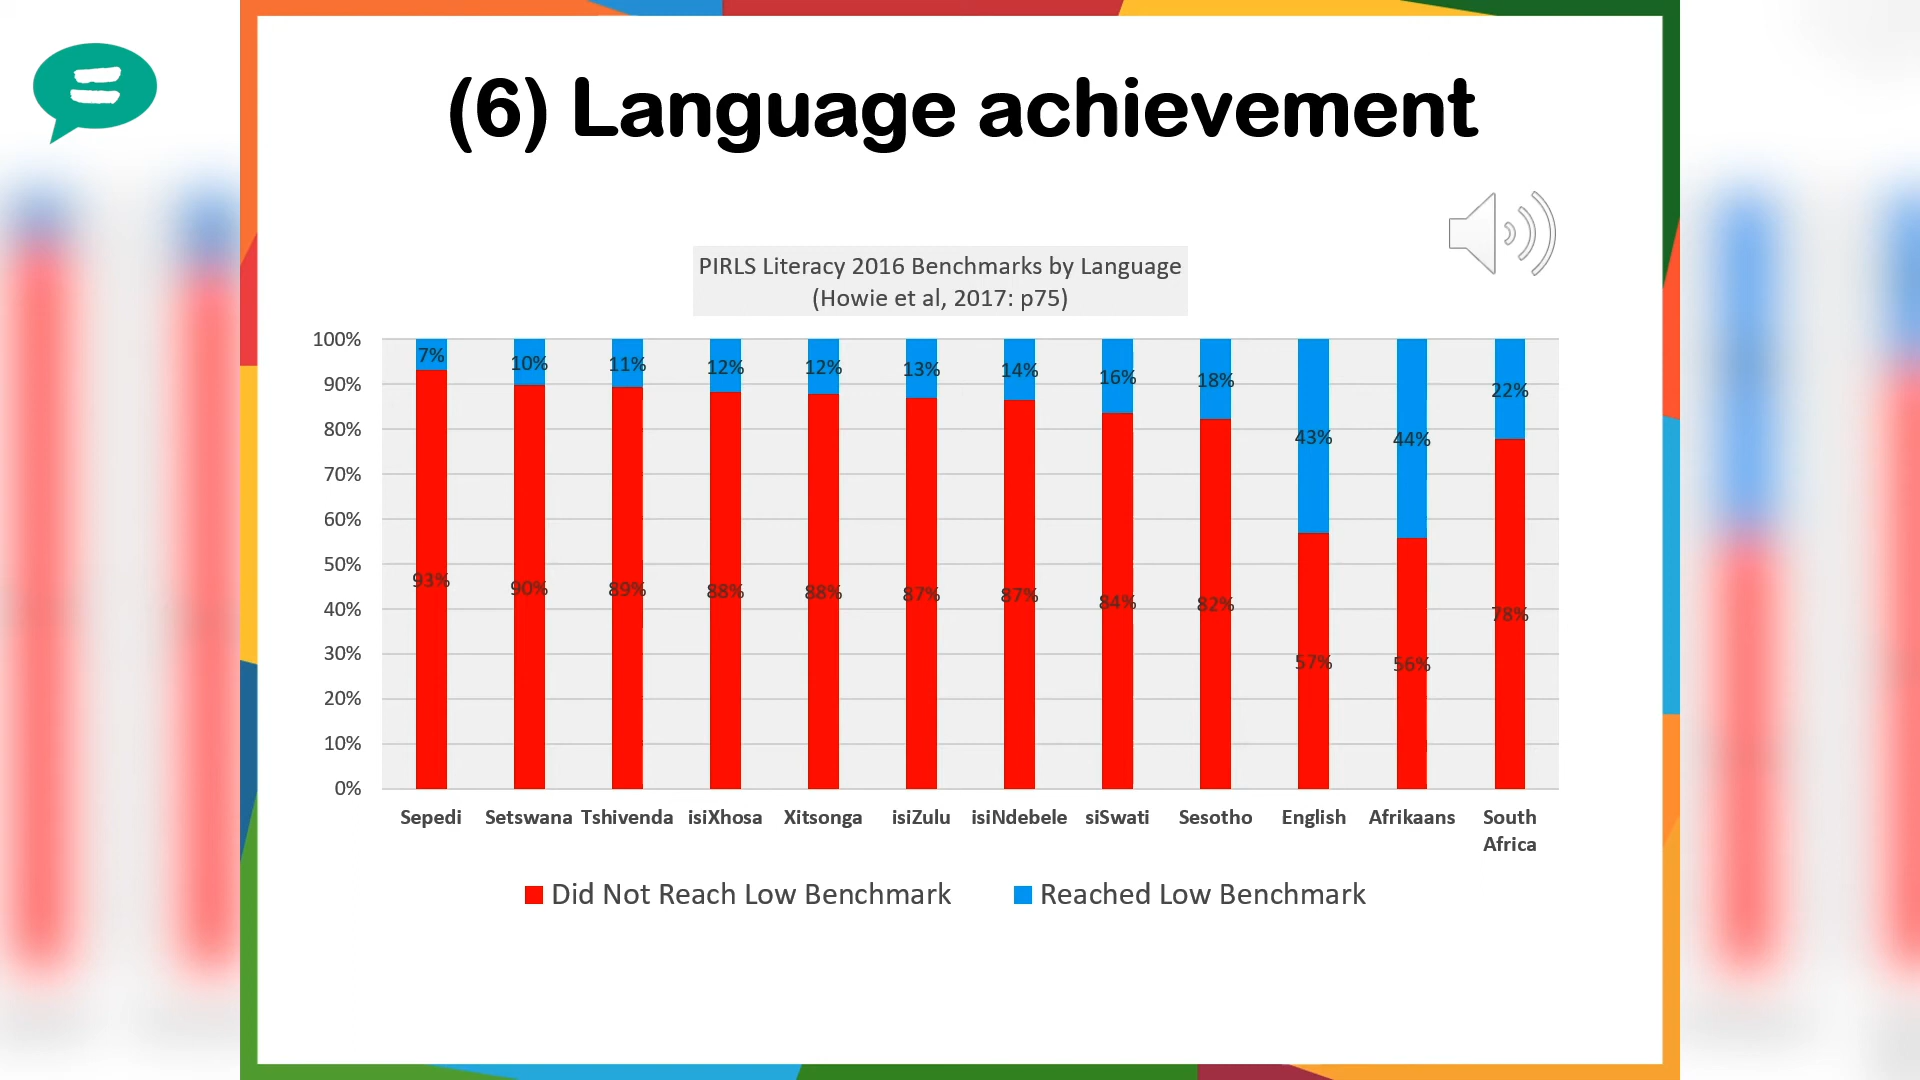 (6) Language achievement
PIRLS Literacy 2016 Benchmarks by Language
(Howie et al, 2017: p75)
100%
90%
80%
70%
60%
50%
40%
30%
20%
10%
0%
7% 10% 11% 12% 12% 13% 14% 16% 18% 43% 44% 22%
93% 90% 89% 88% 88% 87% 87% 84% 82% 57% 56% 78%
Sepedi Setswana Tshivenda isiXhosa Xitsonga isiZulu isiNdebele siSwati Sesotho English Afrikaans South
Africa
Did Not Reach Low Benchmark Reached Low Benchmark